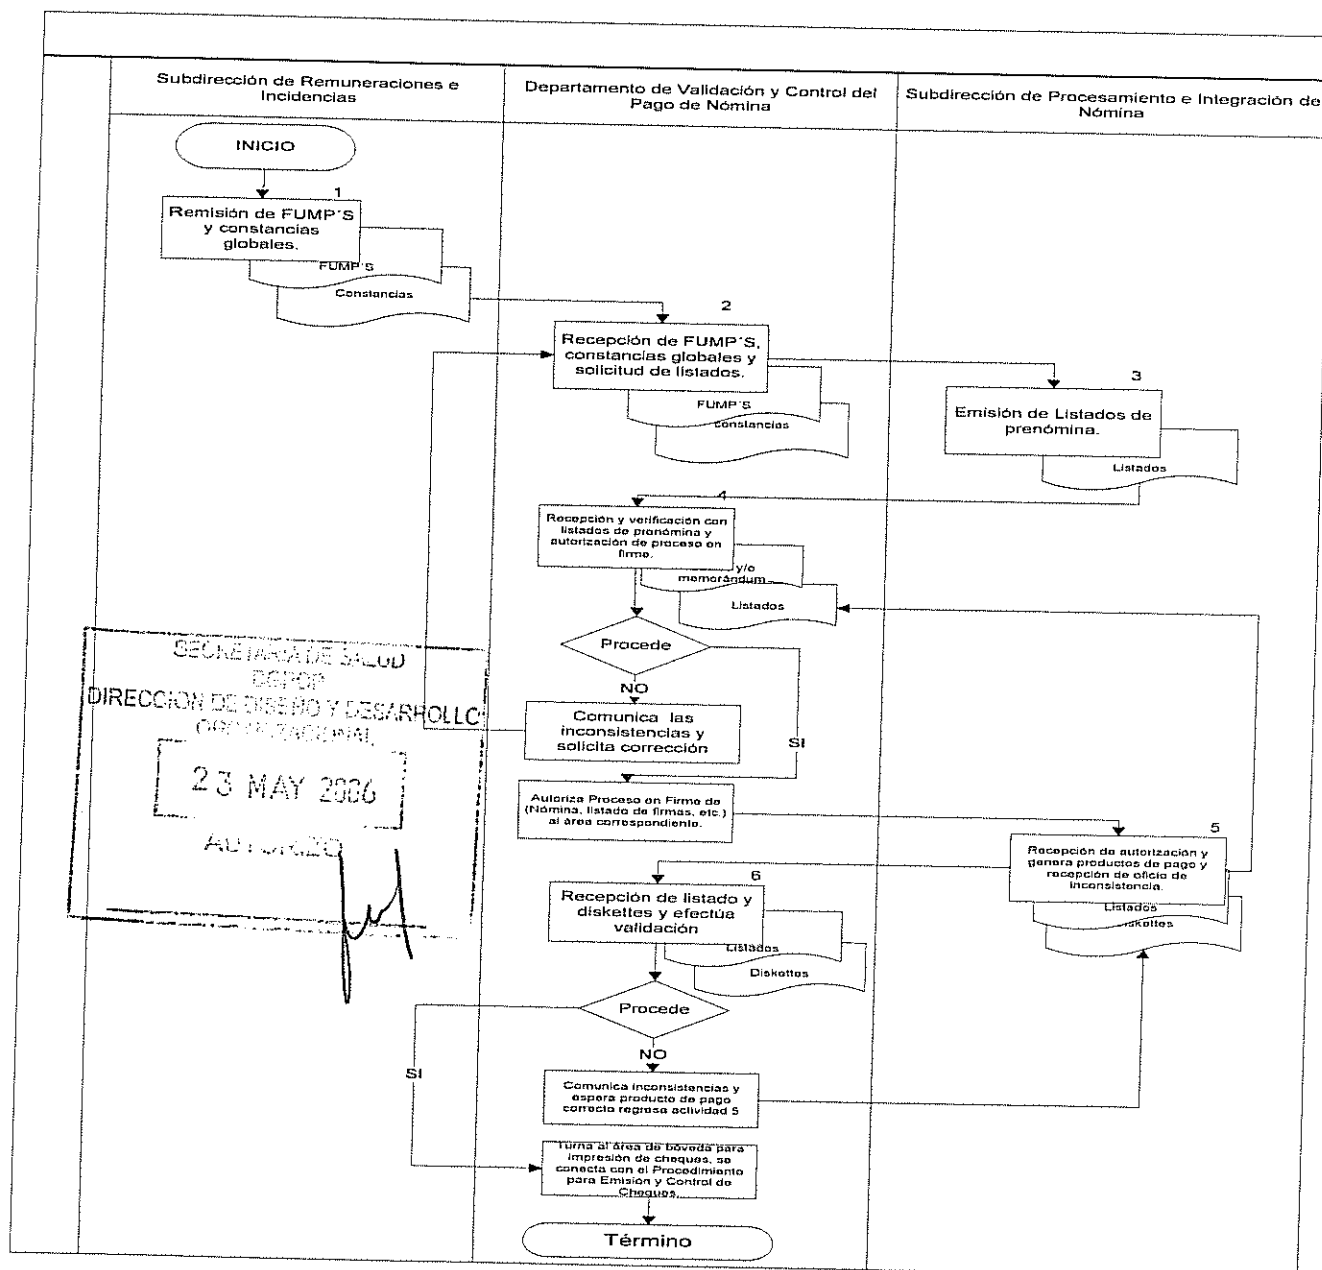 Subdirección de Remuneraciones e
Incidencias
Departamento de Validación y Control del
Pago de Nómina
Subdirección de Procesamiento e Integración de
Nómina
INICIO
1
Remisión de FUMP´S
y constancias
globales.
FUMP'S
Constancias
2
Recepción de FUMP´S,
constancias globales y
solicitud de listados.
FUMP'S
constancias
3
Emisión de Listados de
prenómina.
Listados
4
Recepción y verificación con
listados de prenómina y
autorización de proceso en
firme.
y/o
memorándum
Listados
Procede
NO
SI
Comunica las
inconsistencias y
solicita corrección
Autoriza Proceso en Firme de
(Nómina, listado de firmas, etc.)
al área correspondiente.
5
Recepción de autorización y
genera productos de pago y
recepción de oficio de
inconsistencia.
Listados
Diskettes
6
Recepción de listado y
diskettes y efectúa
validación
Listados
Diskettes
Procede
NO
SI
Comunica inconsistencias y
espera producto de pago
correcto regresa actividad 5
Turna al área de bóveda para
impresión de cheques, se
conecta con el Procedimiento
para Emisión y Control de
Cheques
Término
SECRETARIA DE SALUD
DGPOP
DIRECCION DE DISEÑO Y DESARROLLO
ORGANIZACIONAL
23 MAY 2006
AUTORIZO